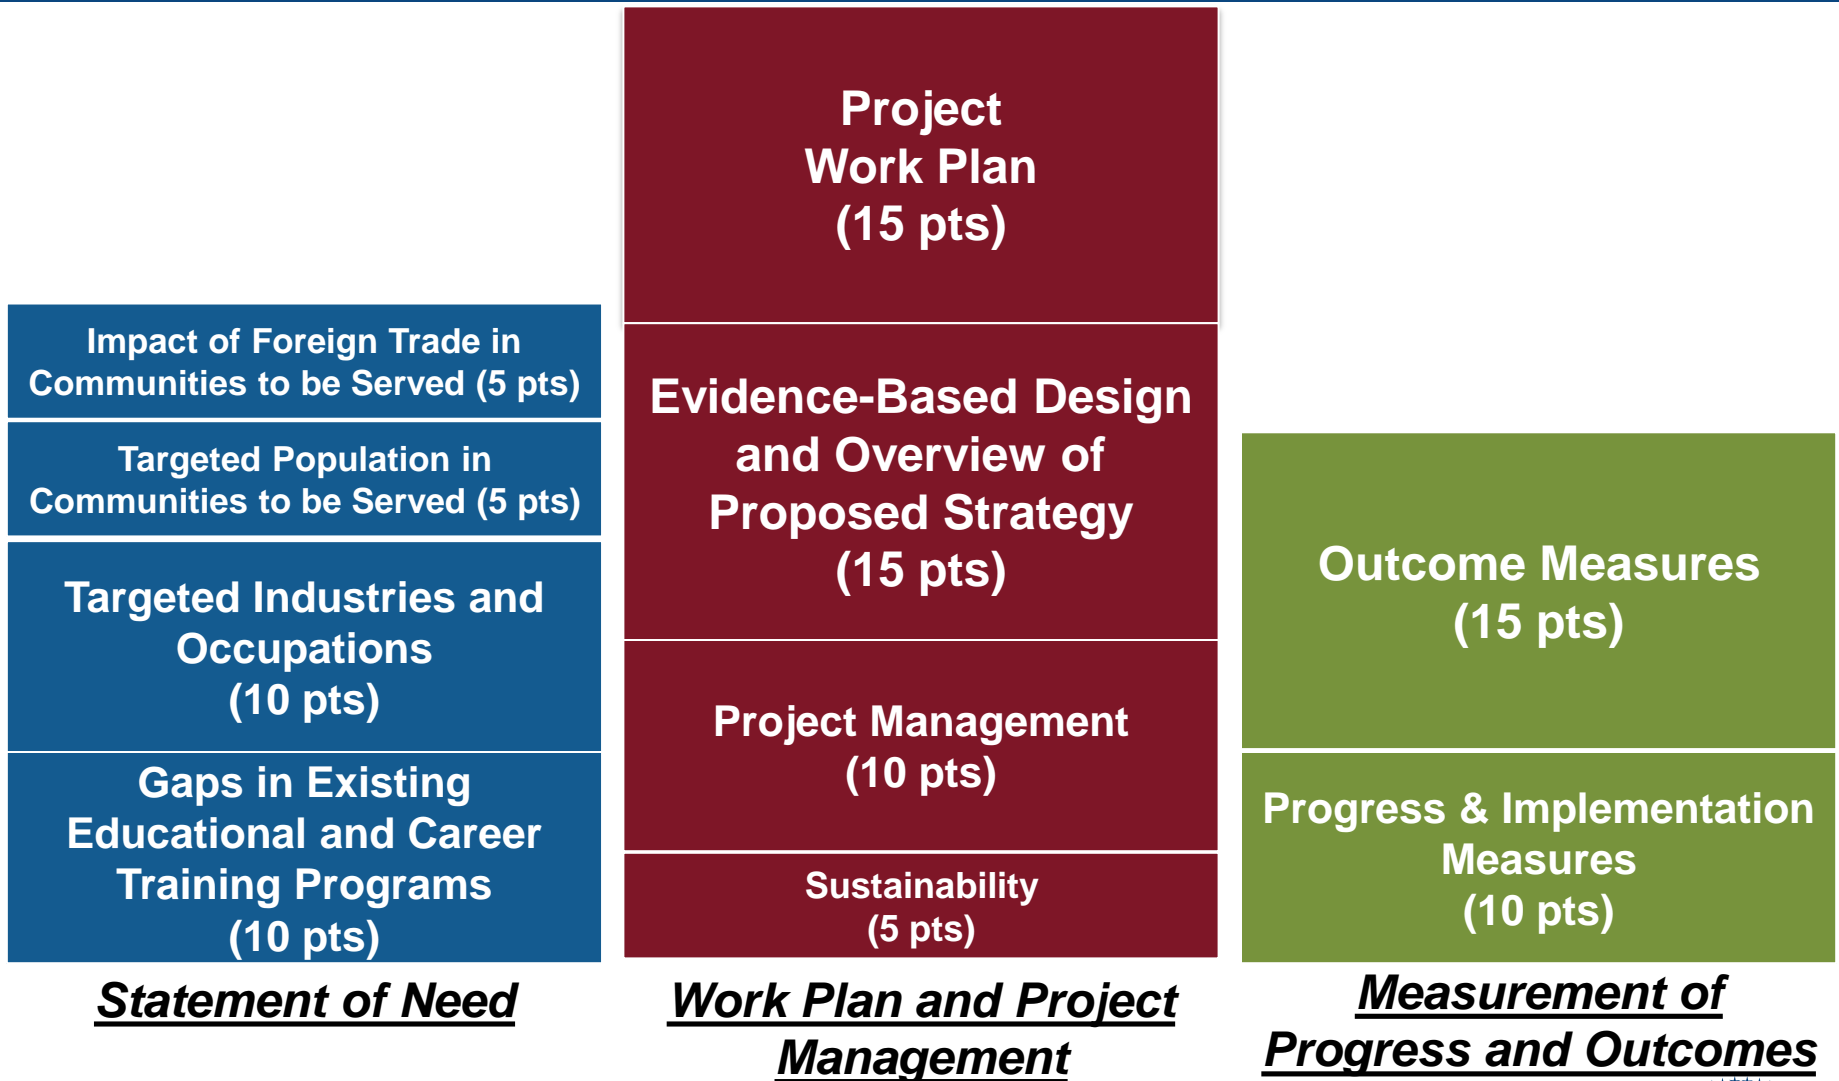 Impact of Foreign Trade in
Communities to be Served (5 pts)
Targeted Population in
Communities to be Served (5 pts)
Targeted Industries and
Occupations
(10 pts)
Gaps in Existing
Educational and Career
Training Programs
(10 pts)
Statement of Need
Project
Work Plan
(15 pts)
Evidence-Based Design
and Overview of
Proposed Strategy
(15 pts)
Project Management
(10 pts)
Sustainability
(5 pts)
Work Plan and Project
Management
Outcome Measures
(15 pts)
Progress & Implementation
Measures
(10 pts)
Measurement of
Progress and Outcomes